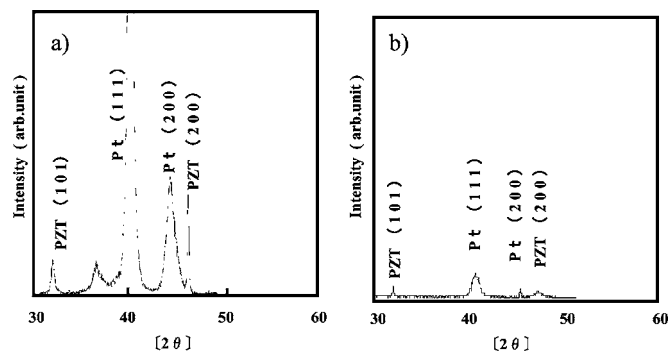 a)
Intensity (arb.unit)
PZT (101)
Pt (111)
Pt (200)
PZT (200)
30 40 50 60
[2θ]
b)
Intensity (arb.unit)
PZT (101)
Pt (111)
Pt (200)
PZT (200)
30 40 50 60
[2θ]